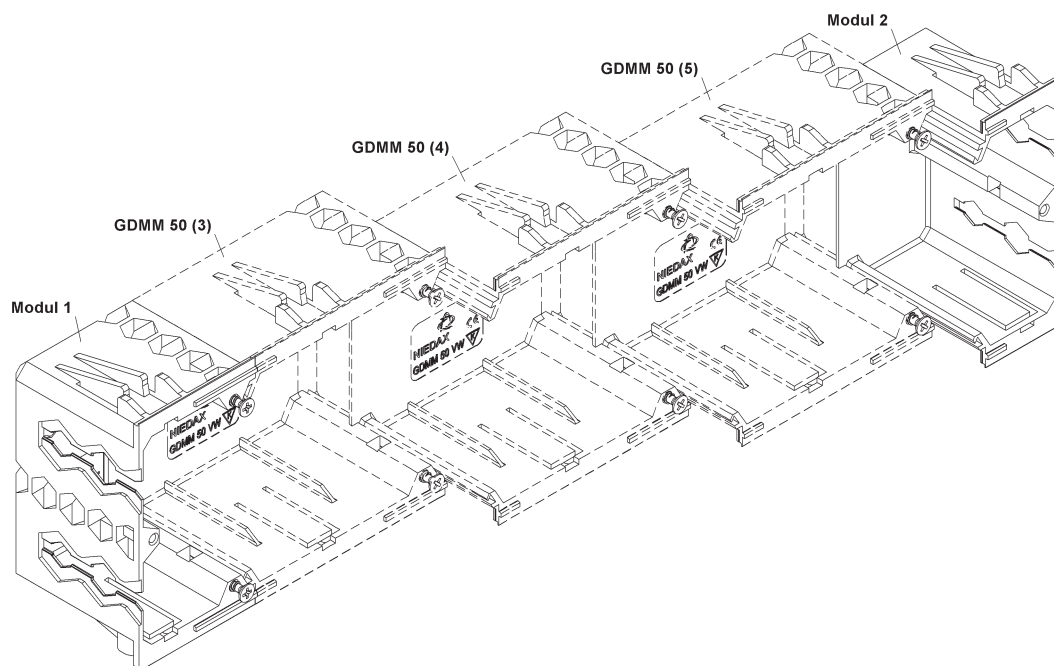 Modul 2
GDMM 50 (5)
GDMM 50 (4)
GDMM 50 (3)
Modul 1
NIEDAX
GDMM 50 VW
NIEDAX
GDMM 50 VW
NIEDAX
GDMM 50 VW